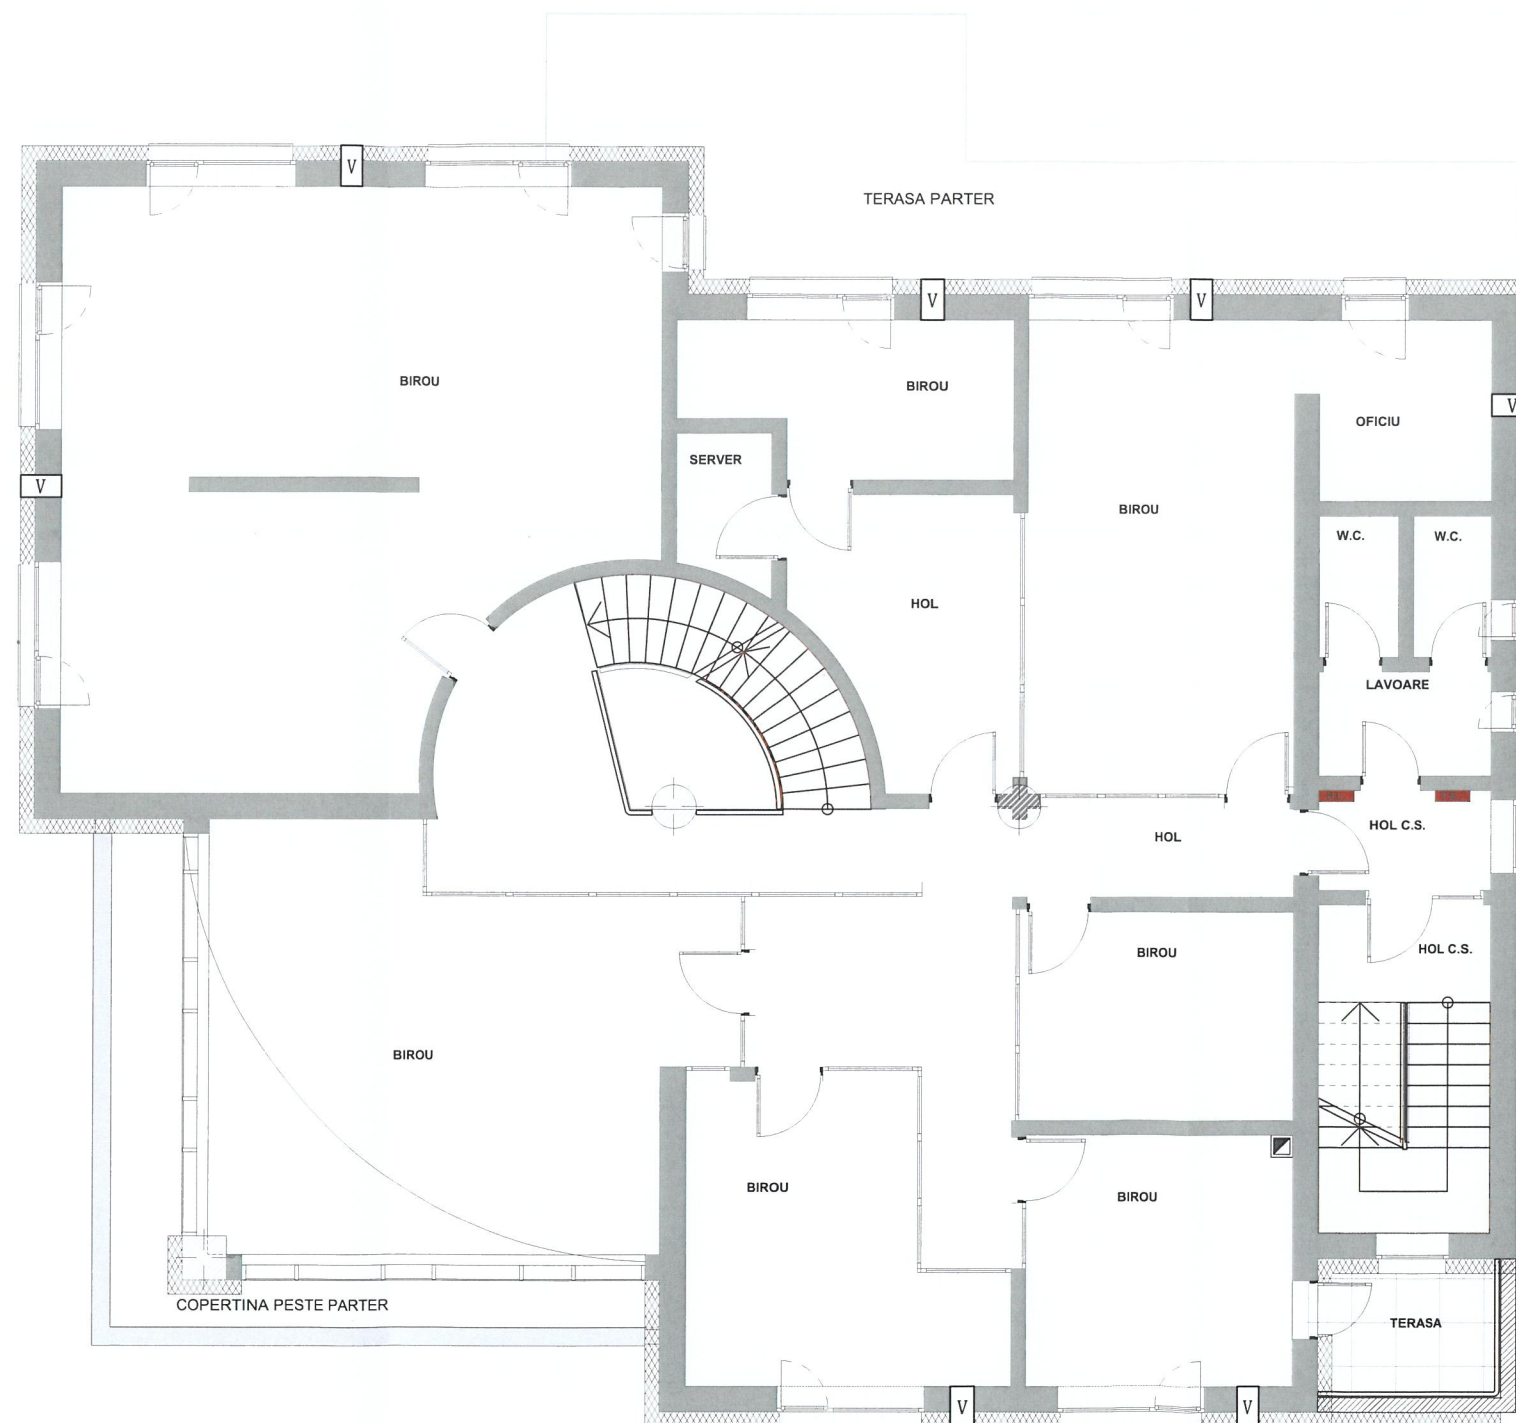 V
TERASA PARTER
V
V
BIROU
BIROU
V
OFICIU
SERVER
V
BIROU
W.C.
W.C.
HOL
LAVOARE
HOL C.S.
HOL
HOL C.S.
BIROU
BIROU
BIROU
BIROU
COPERTINA PESTE PARTER
TERASA
V
V